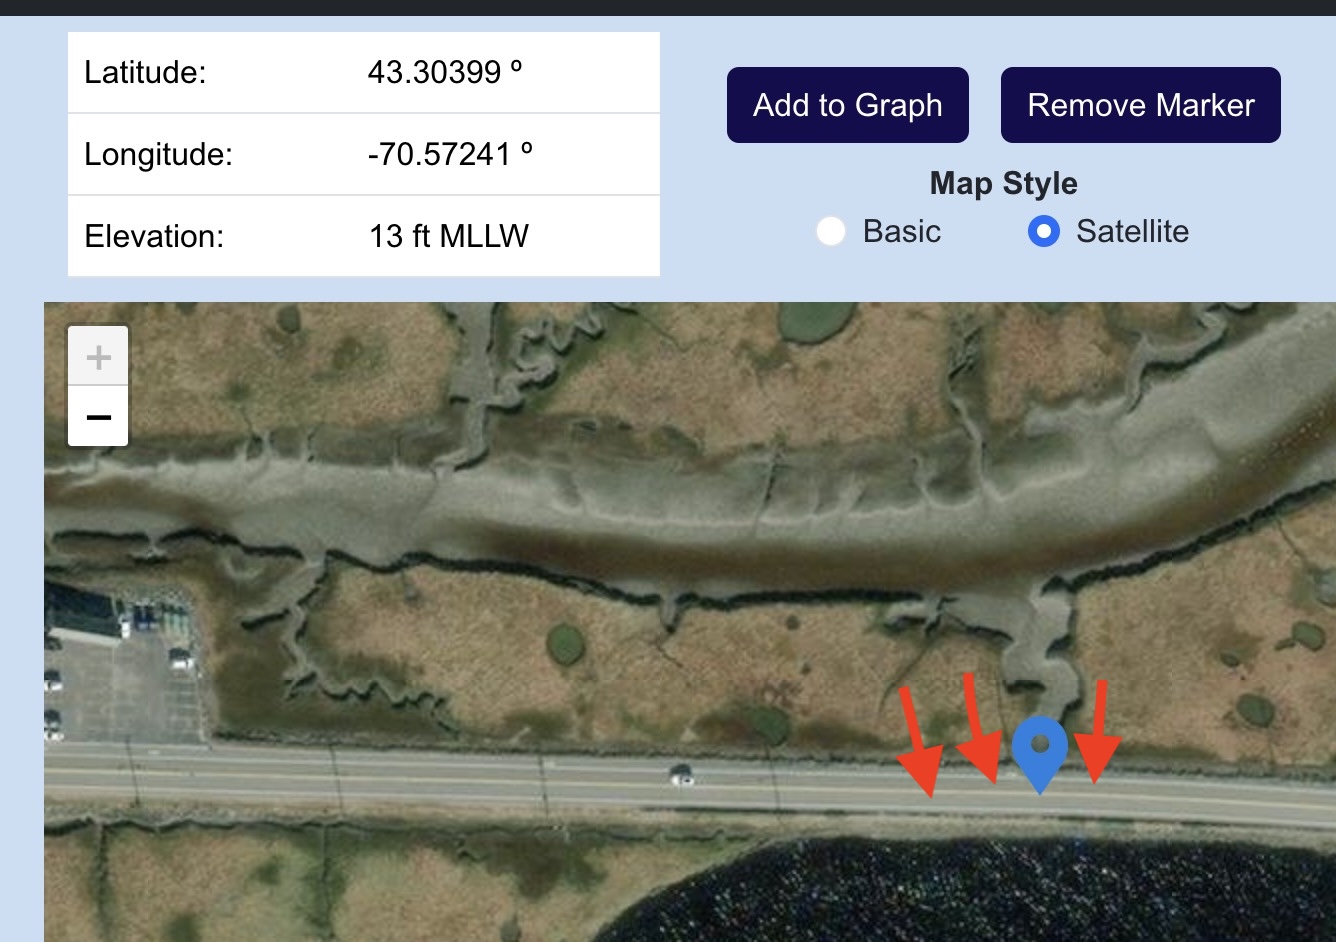 Latitude: 43.30399 º
Longitude: -70.57241 º
Elevation: 13 ft MLLW
Add to Graph
Remove Marker
Map Style
Basic
Satellite
+
−